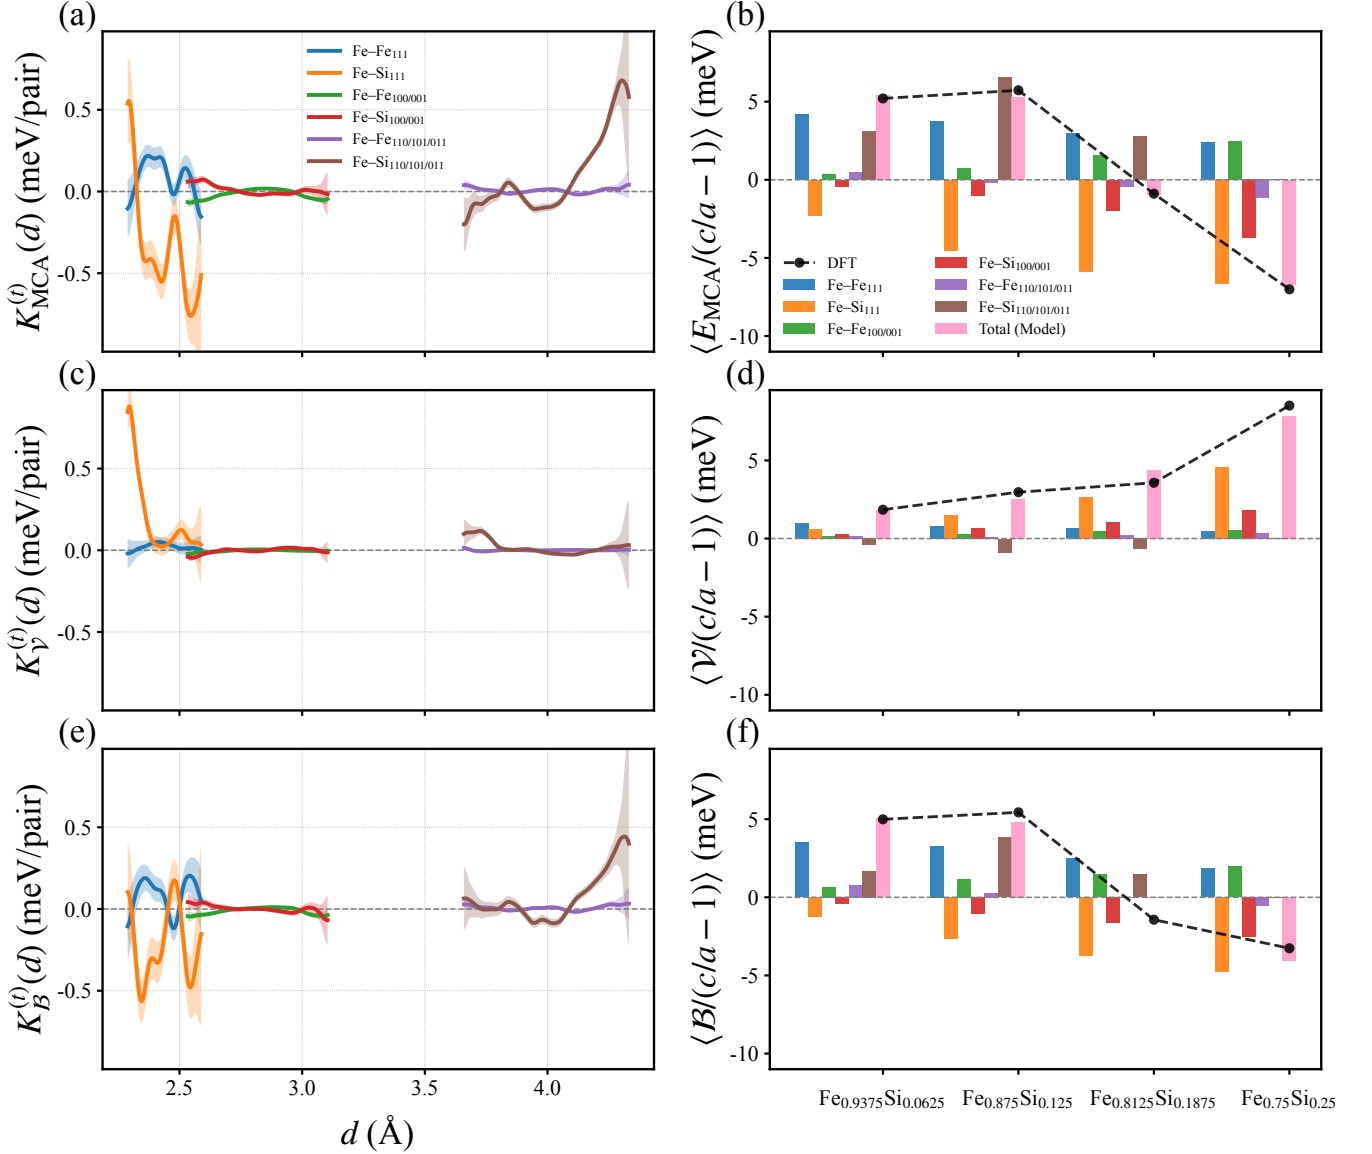 (a)
K_MCA^(t)(d) (meV/pair)
0.5
0.0
-0.5
Fe–Fe₁₁₁
Fe–Si₁₁₁
Fe–Fe₁₀₀/₀₀₁
Fe–Si₁₀₀/₀₀₁
Fe–Fe₁₁₀/₁₀₁/₀₁₁
Fe–Si₁₁₀/₁₀₁/₀₁₁
(b)
⟨E_MCA/(c/a − 1)⟩ (meV)
5
0
-5
-10
DFT
Fe–Fe₁₁₁
Fe–Si₁₁₁
Fe–Fe₁₀₀/₀₀₁
Fe–Si₁₀₀/₀₀₁
Fe–Fe₁₁₀/₁₀₁/₀₁₁
Fe–Si₁₁₀/₁₀₁/₀₁₁
Total (Model)
(c)
K_𝒱^(t)(d) (meV/pair)
0.5
0.0
-0.5
(d)
⟨𝒱/(c/a − 1)⟩ (meV)
5
0
-5
-10
(e)
K_ℬ^(t)(d) (meV/pair)
0.5
0.0
-0.5
2.5 3.0 3.5 4.0
d (Å)
(f)
⟨ℬ/(c/a − 1)⟩ (meV)
5
0
-5
-10
Fe₀.₉₃₇₅Si₀.₀₆₂₅ Fe₀.₈₇₅Si₀.₁₂₅ Fe₀.₈₁₂₅Si₀.₁₈₇₅ Fe₀.₇₅Si₀.₂₅